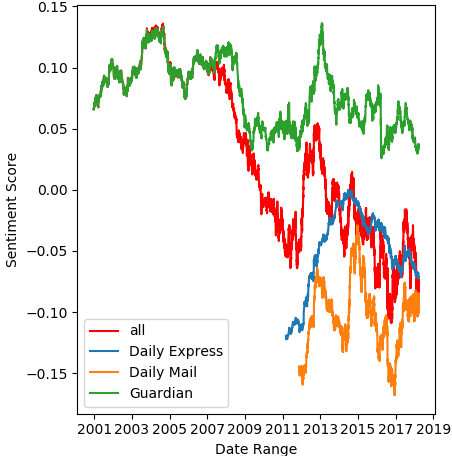 0.15
0.10
0.05
0.00
−0.05
−0.10
−0.15
Sentiment Score
all
Daily Express
Daily Mail
Guardian
2001 2003 2005 2007 2009 2011 2013 2015 2017 2019
Date Range